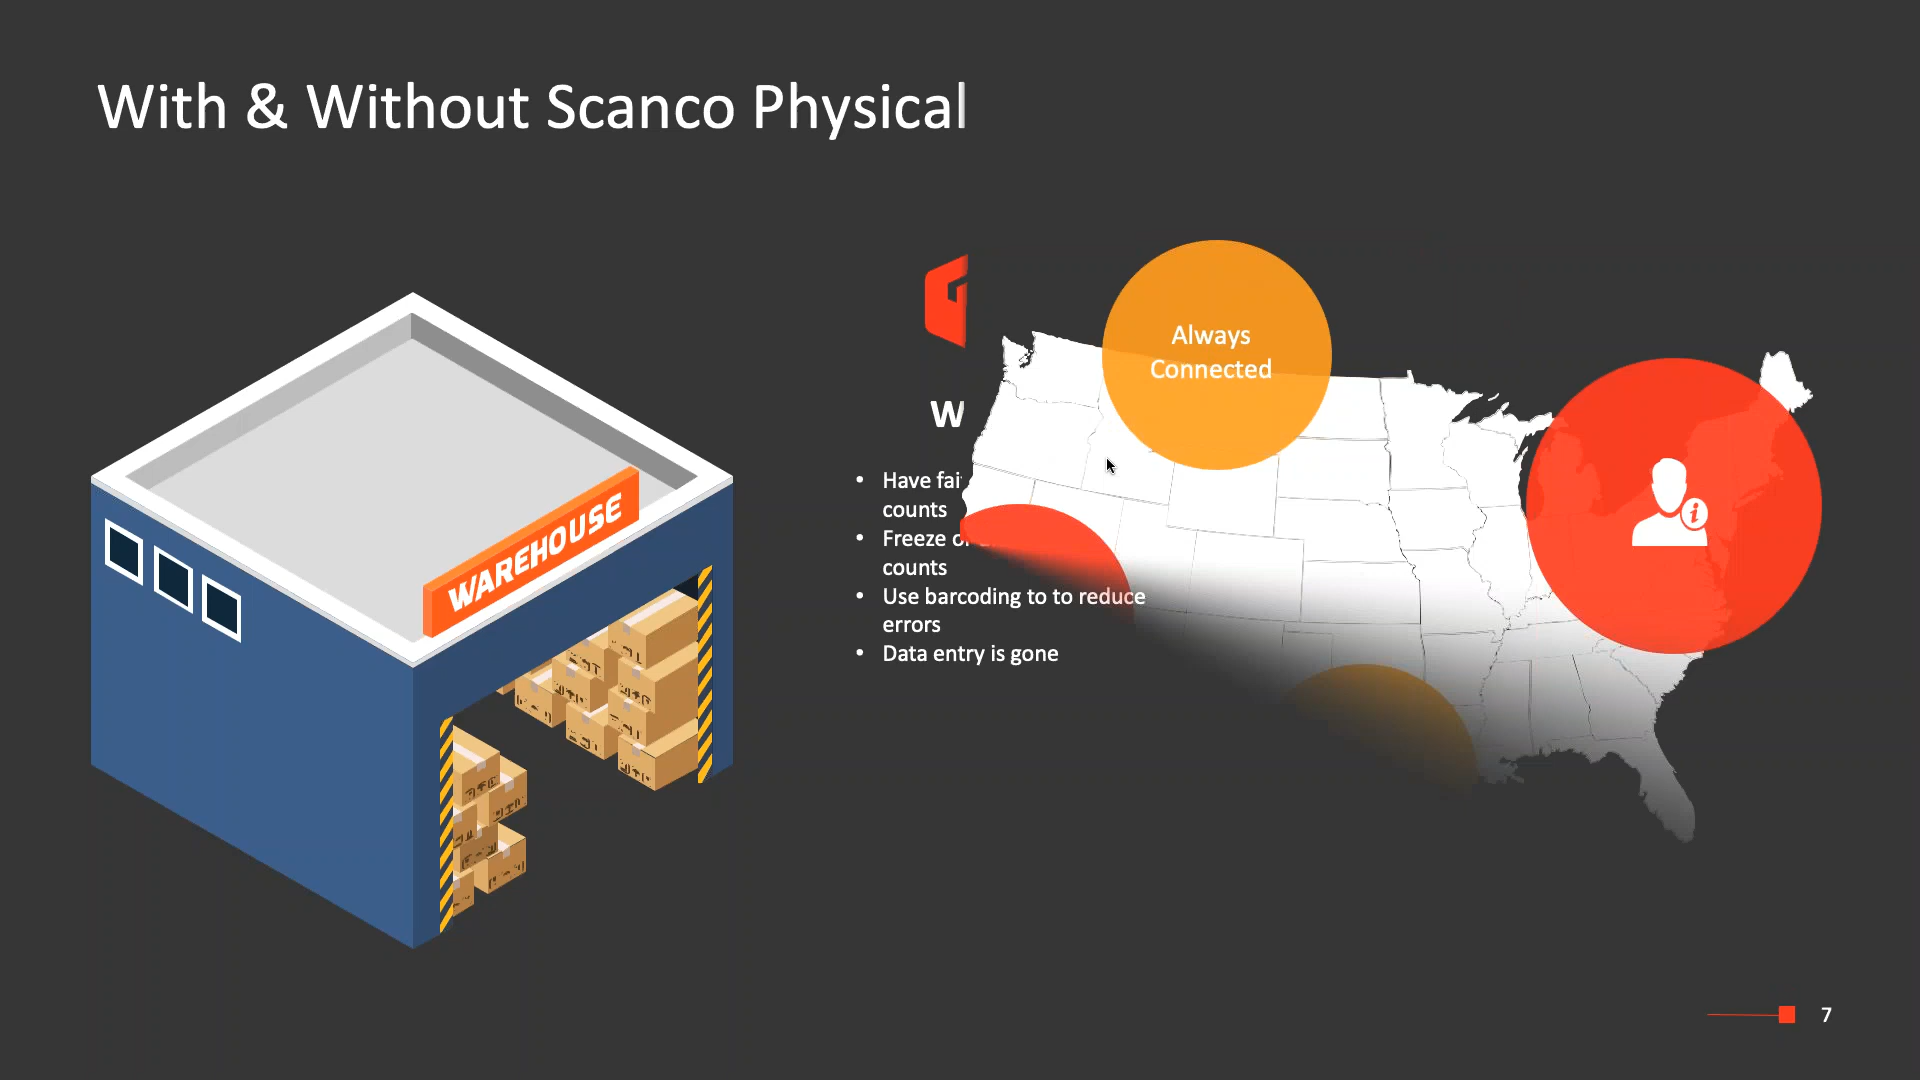 With & Without Scanco Physical
Always
Connected
WAREHOUSE
W
• Have fai
counts
• Freeze o
counts
• Use barcoding to to reduce
errors
• Data entry is gone
7